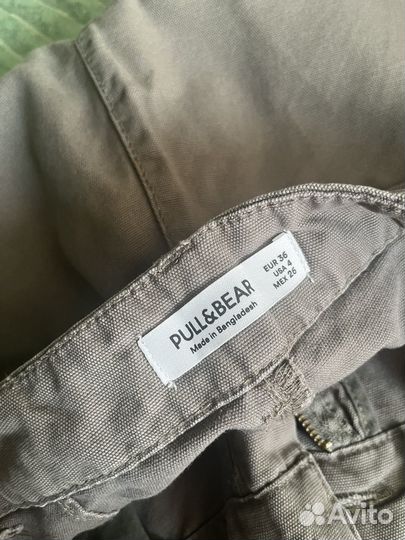 PULL&BEAR
Made in Bangladesh
EUR 36
USA 4
MEX 26
Avito